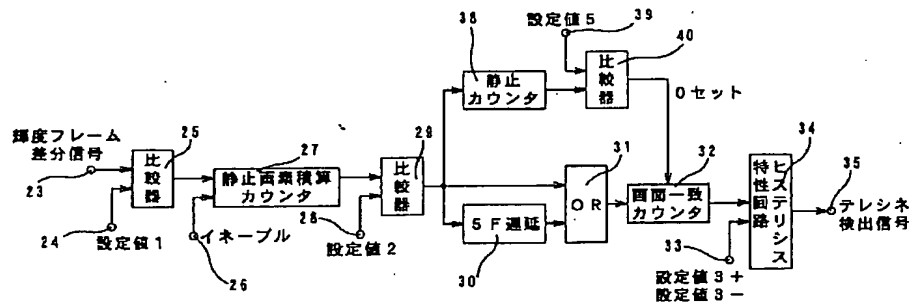 38
設定値5
39
40
静止
カウンタ
比較器
0セット
輝度フレーム
差分信号
23
24
設定値1
25
比較器
27
静止画素積算
カウンタ
イネーブル
26
28
設定値2
29
比較器
5F遅延
30
31
OR
32
画面一致
カウンタ
33
設定値3+
設定値3-
34
ヒステリシス
特性回路
35
テレシネ
検出信号